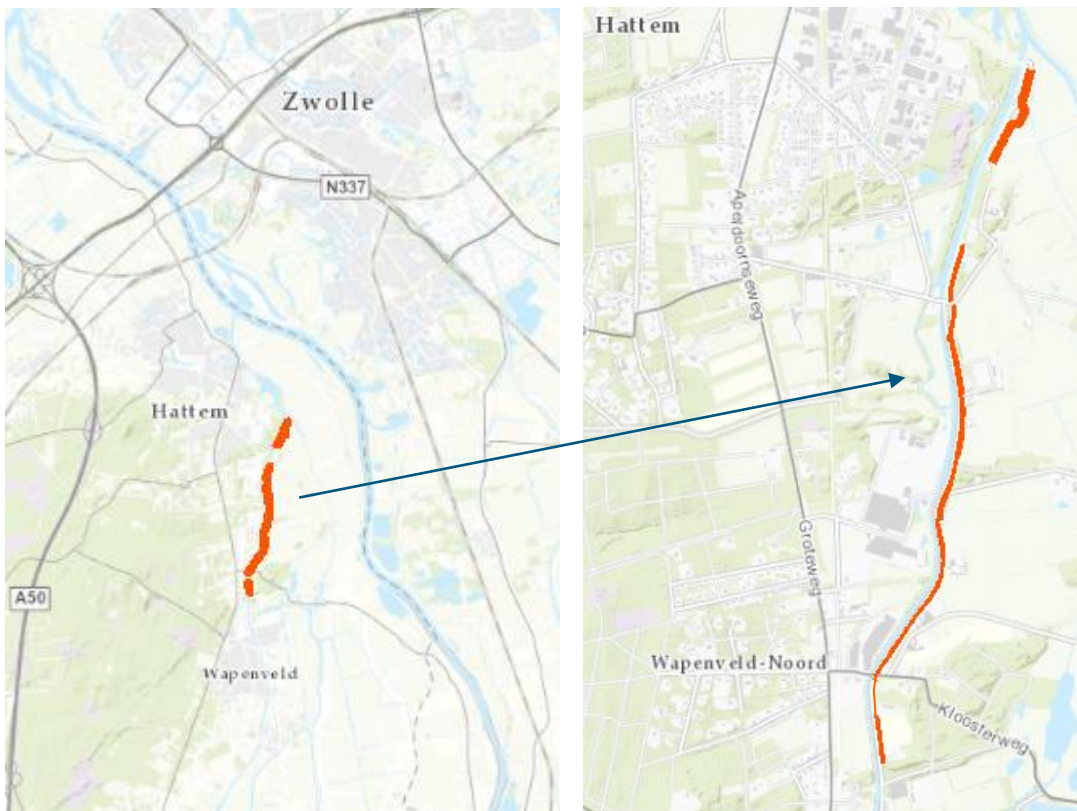 Zwolle
N337
Hattem
A50
Wapenveld
Hattem
Apeldoornseweg
Groteweg
Wapenveld-Noord
Kloosterweg